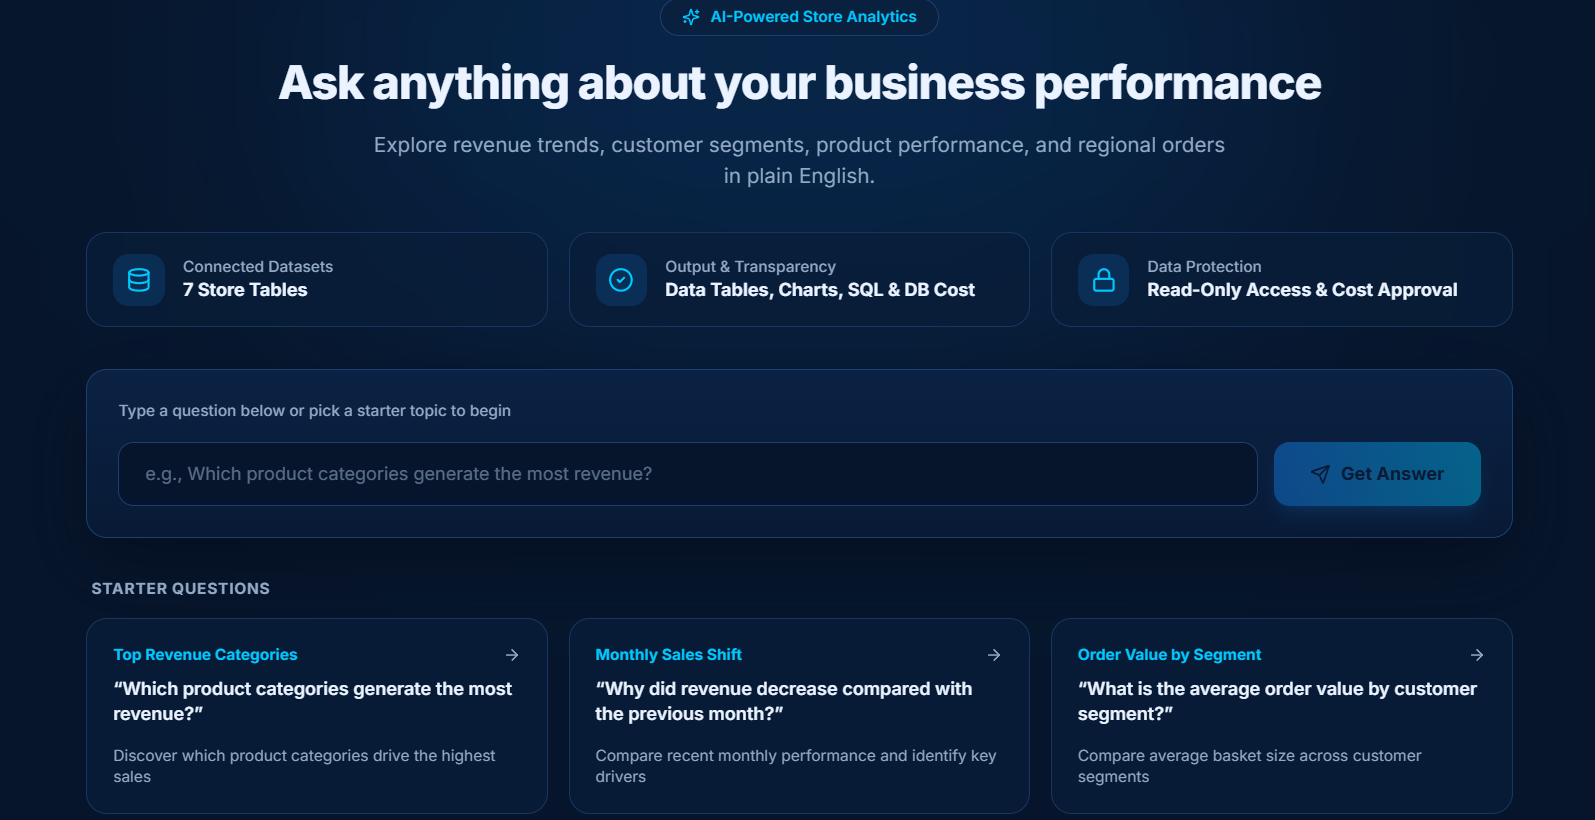 AI-Powered Store Analytics
Ask anything about your business performance
Explore revenue trends, customer segments, product performance, and regional orders
in plain English.
Connected Datasets
7 Store Tables
Output & Transparency
Data Tables, Charts, SQL & DB Cost
Data Protection
Read-Only Access & Cost Approval
Type a question below or pick a starter topic to begin
e.g., Which product categories generate the most revenue?
Get Answer
STARTER QUESTIONS
Top Revenue Categories
“Which product categories generate the most
revenue?”
Discover which product categories drive the highest
sales
Monthly Sales Shift
“Why did revenue decrease compared with
the previous month?”
Compare recent monthly performance and identify key
drivers
Order Value by Segment
“What is the average order value by customer
segment?”
Compare average basket size across customer
segments